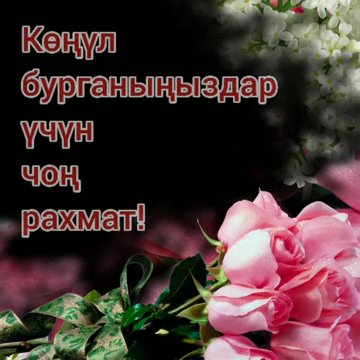 Көңүл
бурганыңыздар
үчүн
чоң
рахмат!